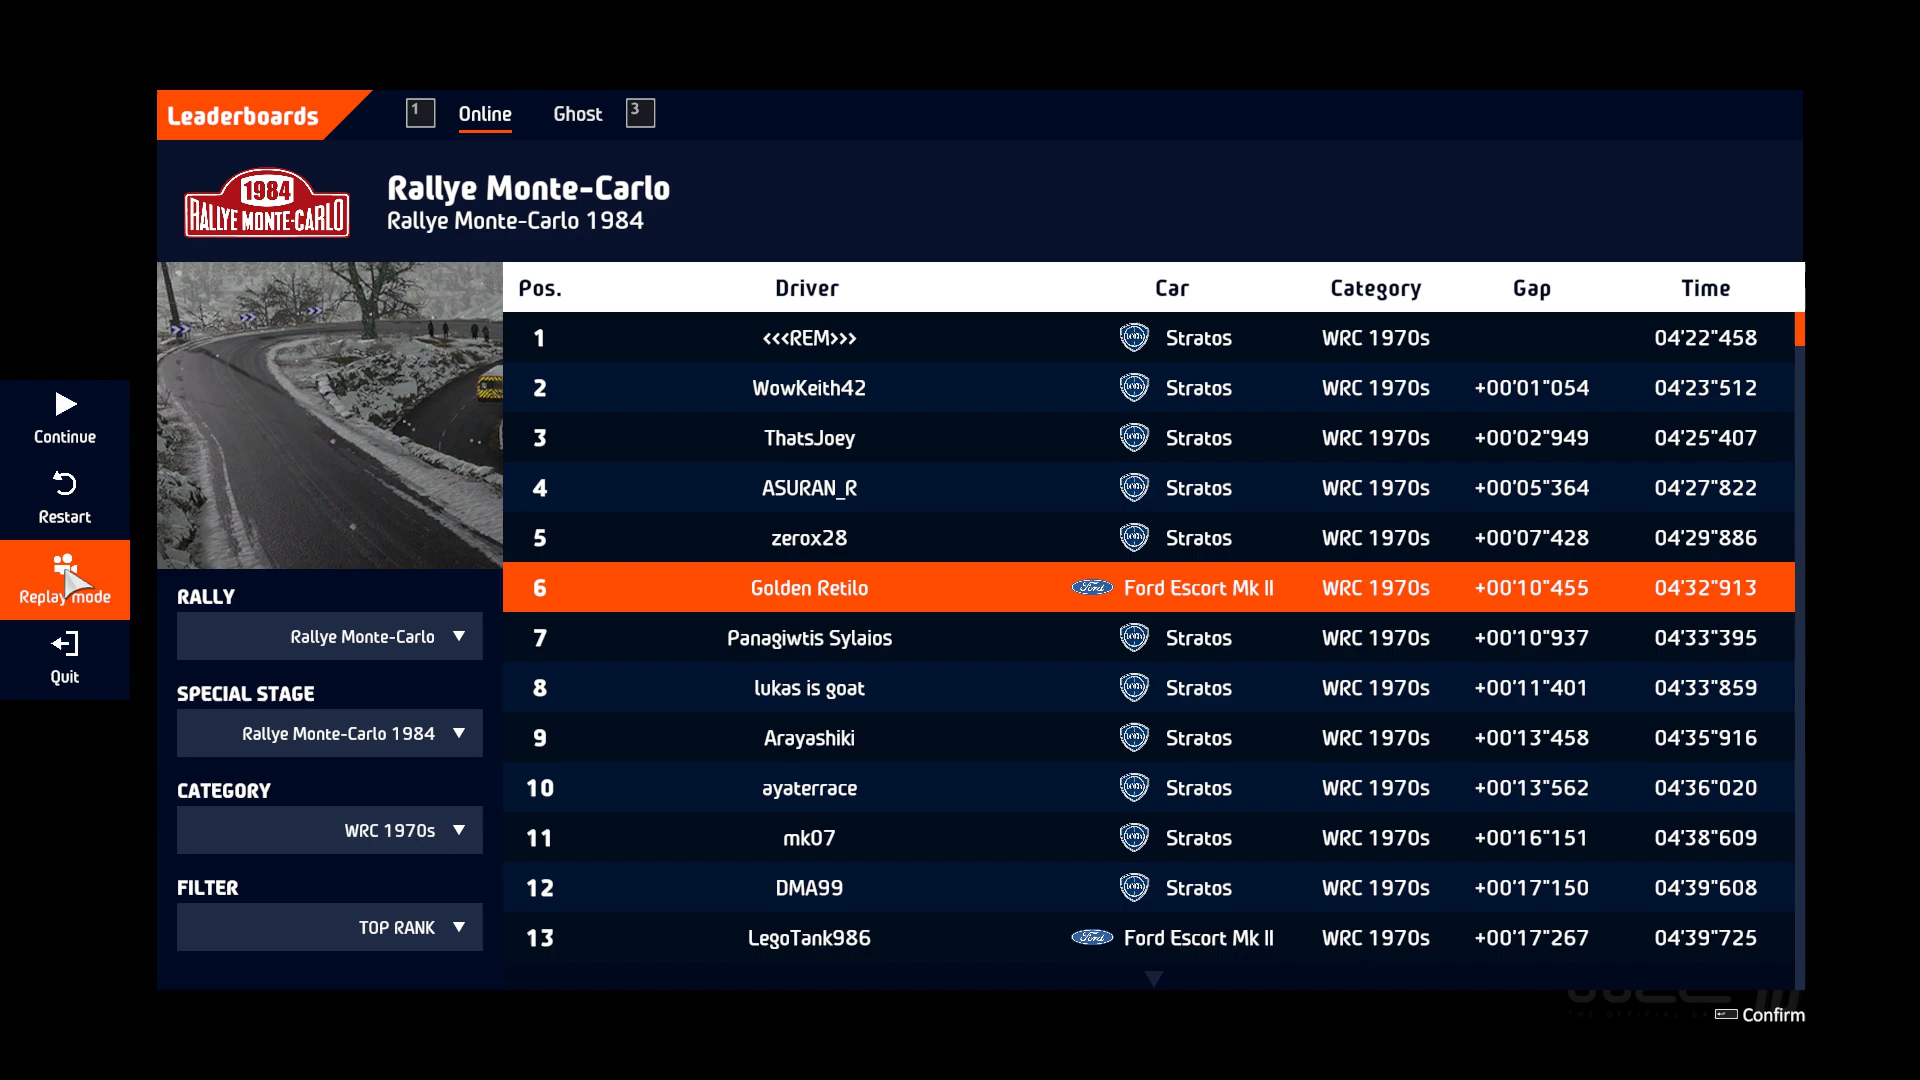 Leaderboards
1 Online Ghost 3
1984
RALLYE MONTE-CARLO
Rallye Monte-Carlo
Rallye Monte-Carlo 1984
Pos. Driver Car Category Gap Time
1 <<<REM>>> Stratos WRC 1970s 04'22"458
2 WowKeith42 Stratos WRC 1970s +00'01"054 04'23"512
3 ThatsJoey Stratos WRC 1970s +00'02"949 04'25"407
4 ASURAN_R Stratos WRC 1970s +00'05"364 04'27"822
5 zerox28 Stratos WRC 1970s +00'07"428 04'29"886
6 Golden Retilo Ford Ford Escort Mk II WRC 1970s +00'10"455 04'32"913
7 Panagiwtis Sylaios Stratos WRC 1970s +00'10"937 04'33"395
8 lukas is goat Stratos WRC 1970s +00'11"401 04'33"859
9 Arayashiki Stratos WRC 1970s +00'13"458 04'35"916
10 ayaterrace Stratos WRC 1970s +00'13"562 04'36"020
11 mk07 Stratos WRC 1970s +00'16"151 04'38"609
12 DMA99 Stratos WRC 1970s +00'17"150 04'39"608
13 LegoTank986 Ford Ford Escort Mk II WRC 1970s +00'17"267 04'39"725
Continue
Restart
Replay mode
Quit
RALLY
Rallye Monte-Carlo
SPECIAL STAGE
Rallye Monte-Carlo 1984
CATEGORY
WRC 1970s
FILTER
TOP RANK
Confirm